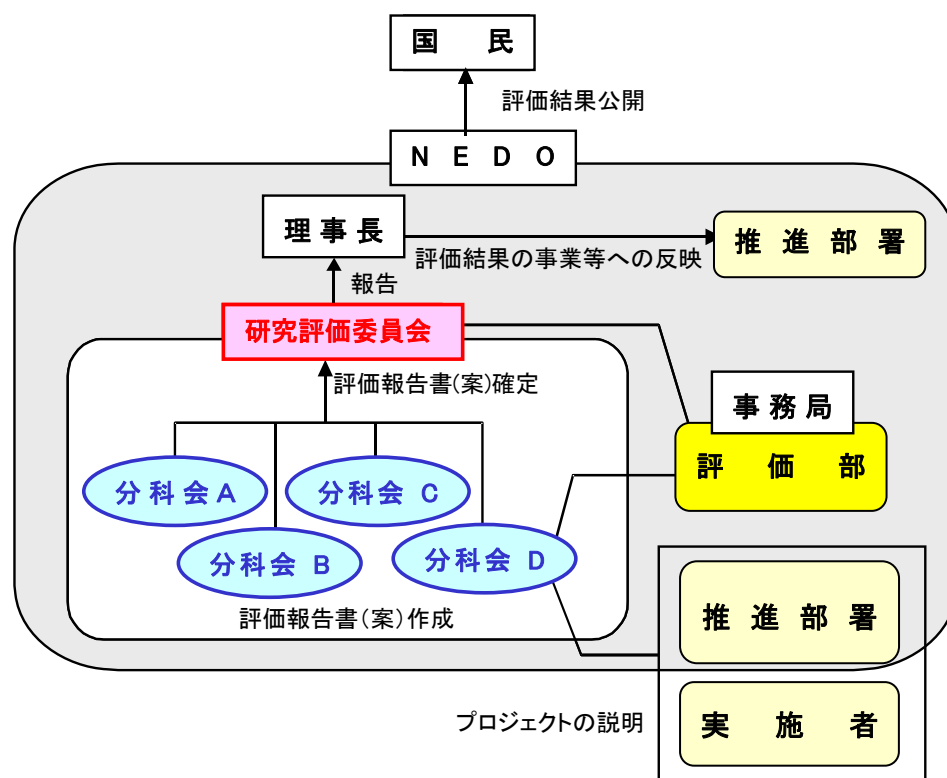 国 民
評価結果公開
N E D O
理事長
推進部署
評価結果の事業等への反映
報告
研究評価委員会
評価報告書(案)確定
事務局
評 価 部
分科会A
分科会 C
分科会 B
分科会 D
評価報告書(案)作成
推進部署
プロジェクトの説明
実 施 者